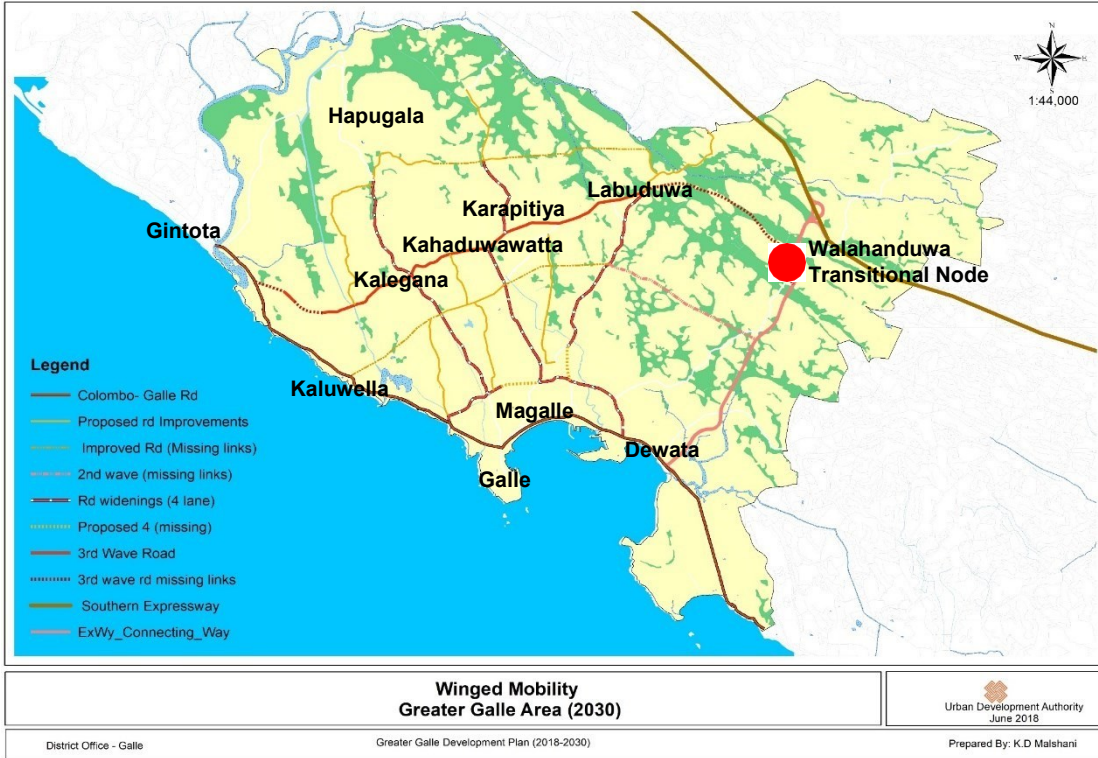 N
W
E
S
1:44,000
Hapugala
Labuduwa
Karapitiya
Gintota
Kahaduwawatta
Walahanduwa
Transitional Node
Kalegana
Legend
Colombo- Galle Rd
Proposed rd Improvements
Improved Rd (Missing links)
2nd wave (missing links)
Rd widenings (4 lane)
Proposed 4 (missing)
3rd Wave Road
3rd wave rd missing links
Southern Expressway
ExWy_Connecting_Way
Kaluwella
Magalle
Dewata
Galle
Winged Mobility
Greater Galle Area (2030)
Urban Development Authority
June 2018
District Office - Galle
Greater Galle Development Plan (2018-2030)
Prepared By: K.D Malshani